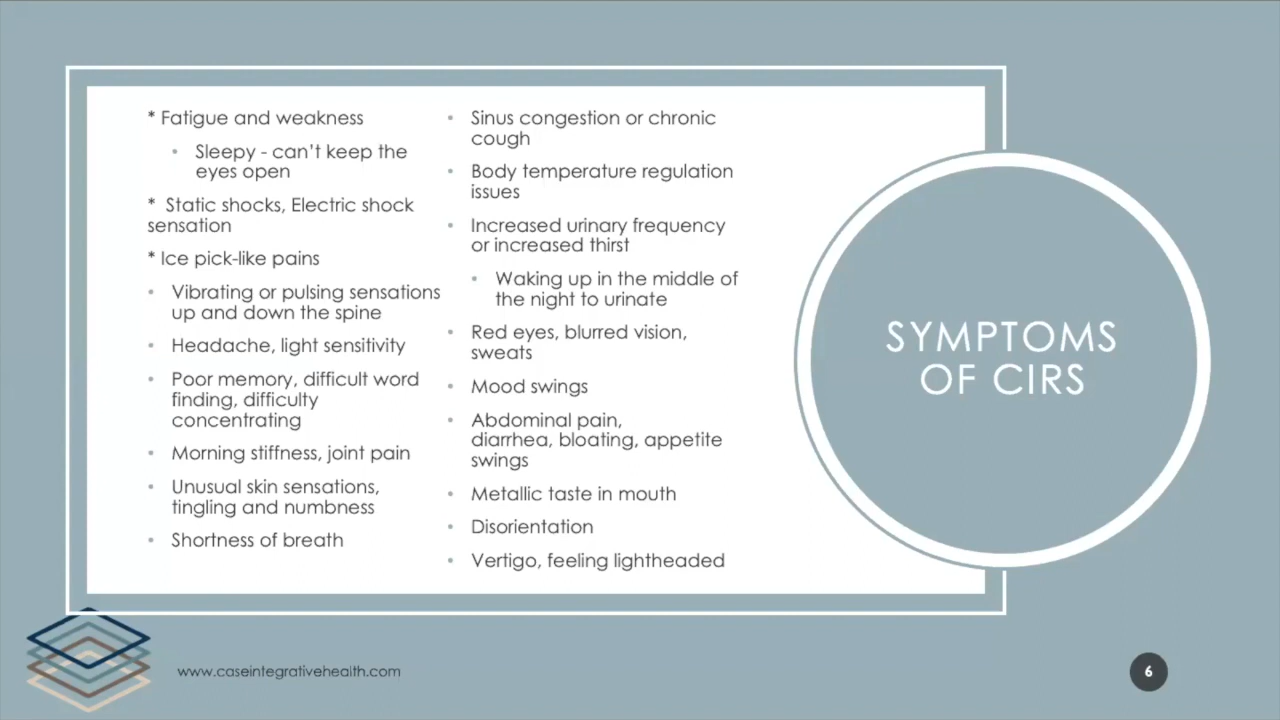 * Fatigue and weakness
• Sleepy - can't keep the
eyes open
* Static shocks, Electric shock
sensation
* Ice pick-like pains
• Vibrating or pulsing sensations
up and down the spine
• Headache, light sensitivity
• Poor memory, difficult word
finding, difficulty
concentrating
• Morning stiffness, joint pain
• Unusual skin sensations,
tingling and numbness
• Shortness of breath
• Sinus congestion or chronic
cough
• Body temperature regulation
issues
• Increased urinary frequency
or increased thirst
• Waking up in the middle of
the night to urinate
• Red eyes, blurred vision,
sweats
• Mood swings
• Abdominal pain,
diarrhea, bloating, appetite
swings
• Metallic taste in mouth
• Disorientation
• Vertigo, feeling lightheaded
SYMPTOMS
OF CIRS
www.caseintegrativehealth.com
6